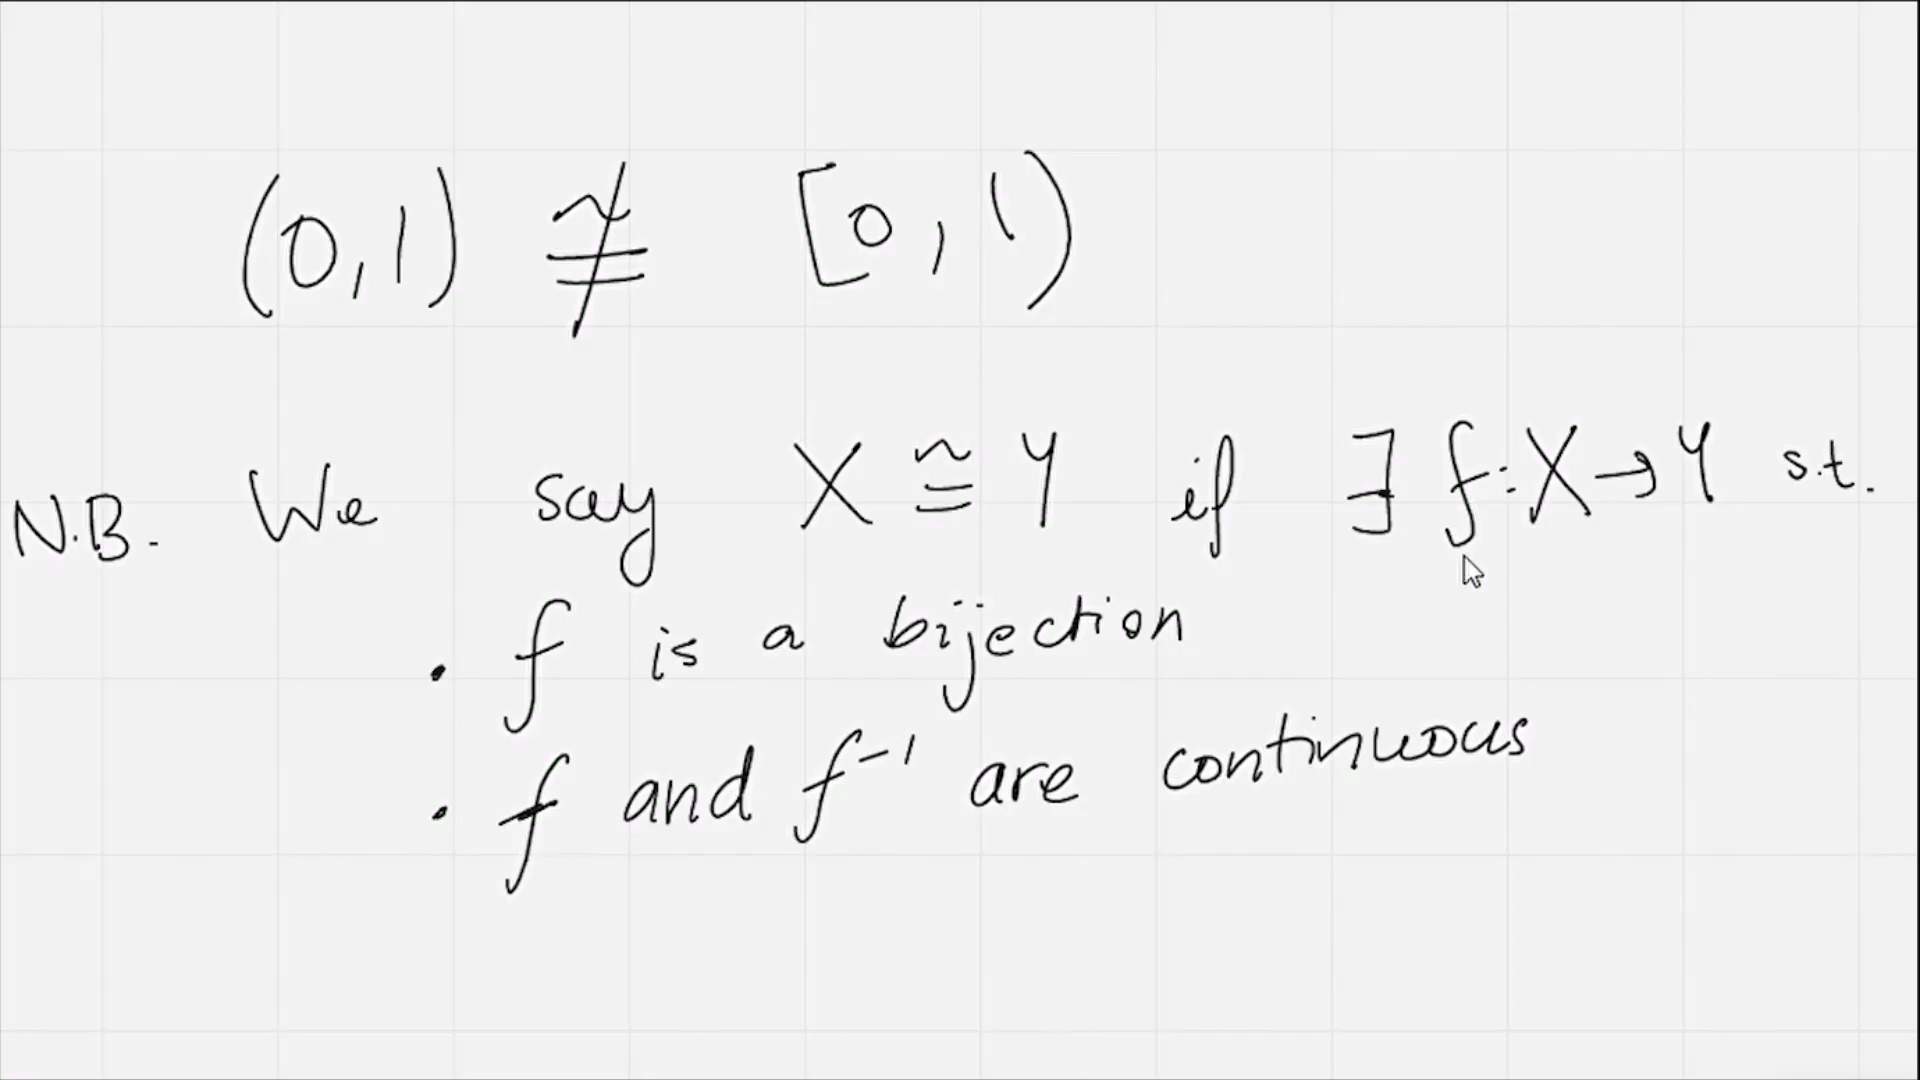 (0,1) ≇ [0,1)
N.B. We say X ≅ Y if ∃ f:X→Y s.t.
• f is a bijection
• f and f⁻¹ are continuous